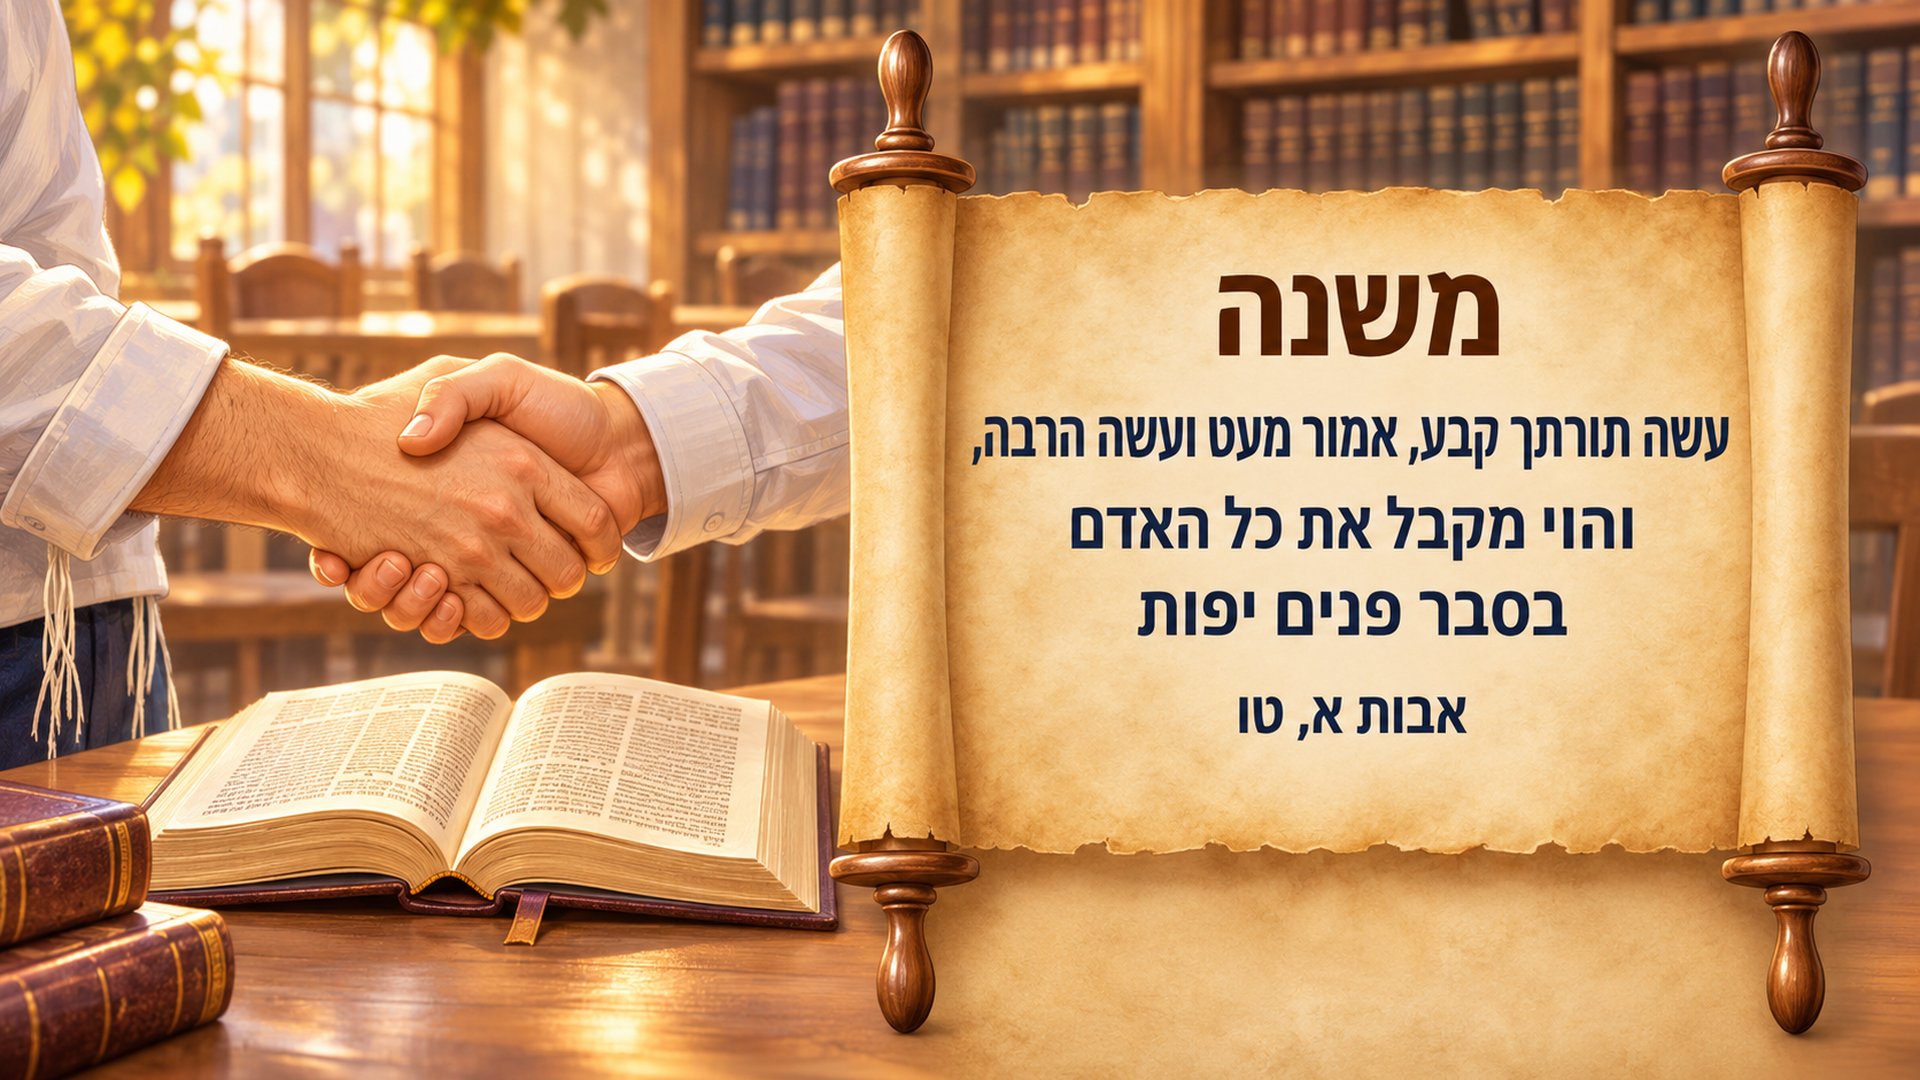 משנה
עשה תורתך קבע, אמור מעט ועשה הרבה,
והוי מקבל את כל האדם
בסבר פנים יפות
אבות א, טו